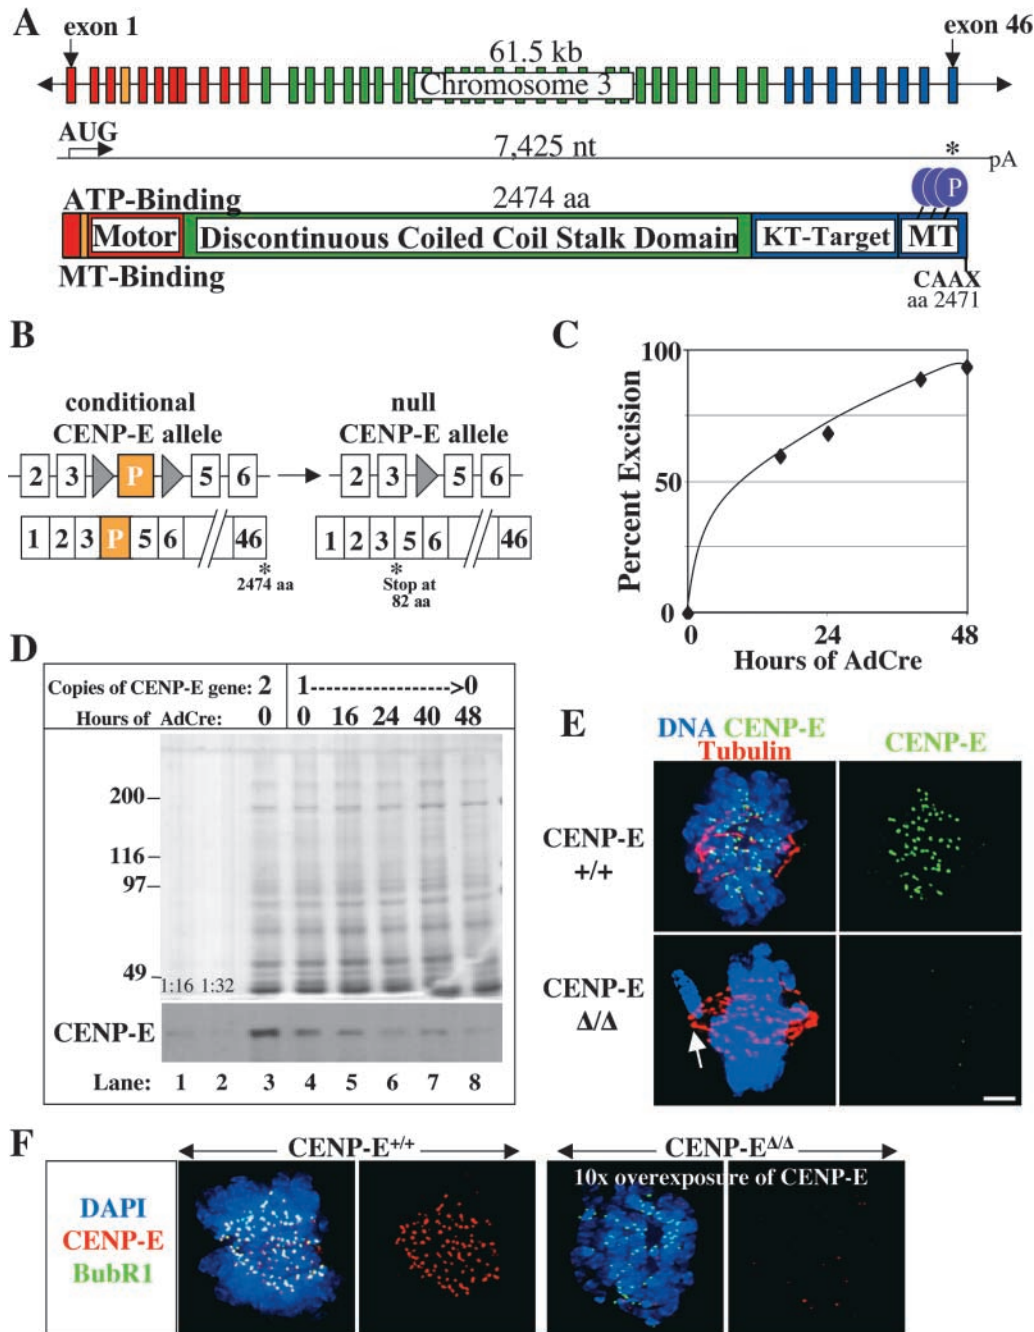 A
exon 1
exon 46
61.5 kb
Chromosome 3
AUG
7,425 nt
*
pA
ATP-Binding
2474 aa
P
Motor
Discontinuous Coiled Coil Stalk Domain
KT-Target
MT
MT-Binding
CAAX
aa 2471
B
conditional
CENP-E allele
null
CENP-E allele
2 3 P 5 6
2 3 5 6
1 2 3 P 5 6 46
1 2 3 5 6 46
*
2474 aa
*
Stop at
82 aa
C
100
50
0
Percent Excision
0 24 48
Hours of AdCre
D
Copies of CENP-E gene: 2 1---------------------->0
Hours of AdCre: 0 0 16 24 40 48
200
116
97
49
1:16 1:32
CENP-E
Lane: 1 2 3 4 5 6 7 8
E
DNA CENP-E
Tubulin
CENP-E
CENP-E
+/+
CENP-E
Δ/Δ
F
CENP-E+/+
CENP-EΔ/Δ
10x overexposure of CENP-E
DAPI
CENP-E
BubR1